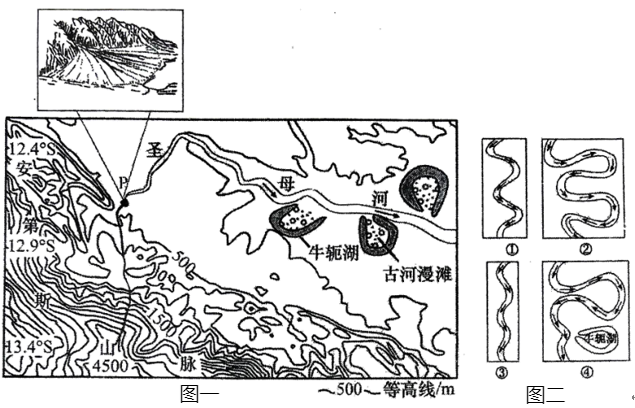 P
圣
母
河
12.4°S
安
第
12.9°S
斯
13.4°S
山
4500
脉
500
1500
牛轭湖
古河漫滩
图一
~500~等高线/m
①
②
③
④
牛轭湖
图二